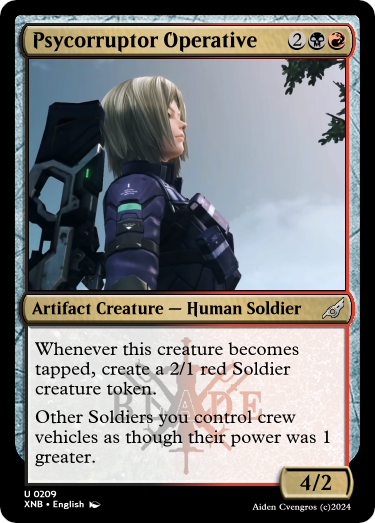 Psycorruptor Operative 2
Artifact Creature — Human Soldier
Whenever this creature becomes
tapped, create a 2/1 red Soldier
creature token.
Other Soldiers you control crew
vehicles as though their power was 1
greater.
BLADE
4/2
U 0209
XNB • English
Aiden Cvengros (c)2024